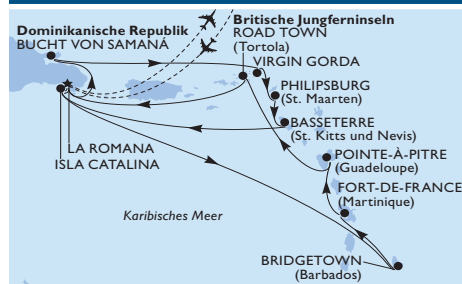 Dominikanische Republik
BUCHT VON SAMANÁ
Britische Jungferninseln
ROAD TOWN
(Tortola)
VIRGIN GORDA
PHILIPSBURG
(St. Maarten)
BASSETERRE
(St. Kitts und Nevis)
LA ROMANA
ISLA CATALINA
POINTE-À-PITRE
(Guadeloupe)
FORT-DE-FRANCE
(Martinique)
Karibisches Meer
BRIDGETOWN
(Barbados)